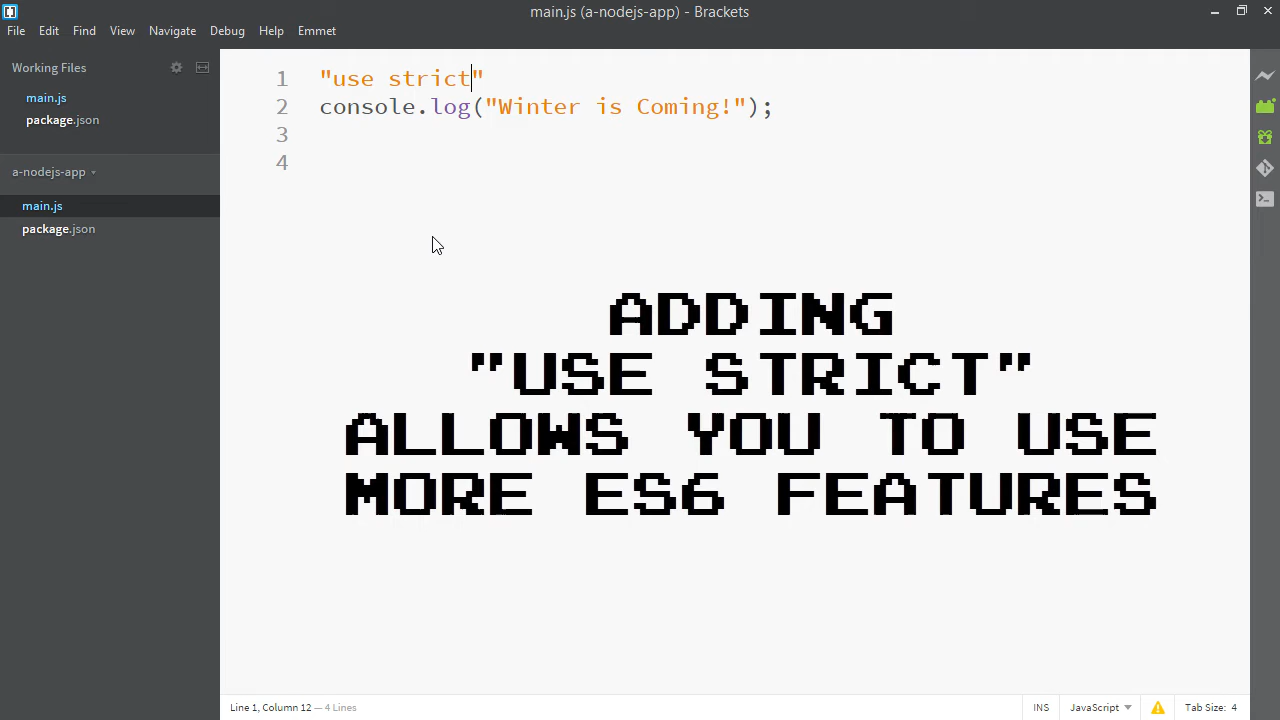 main.js (a-nodejs-app) - Brackets
File Edit Find View Navigate Debug Help Emmet
Working Files
main.js
package.json
a-nodejs-app
main.js
package.json
1 "use strict"
2 console.log("Winter is Coming!");
3
4
ADDING
"USE STRICT"
ALLOWS YOU TO USE
MORE ES6 FEATURES
Line 1, Column 12 — 4 Lines INS JavaScript Tab Size: 4